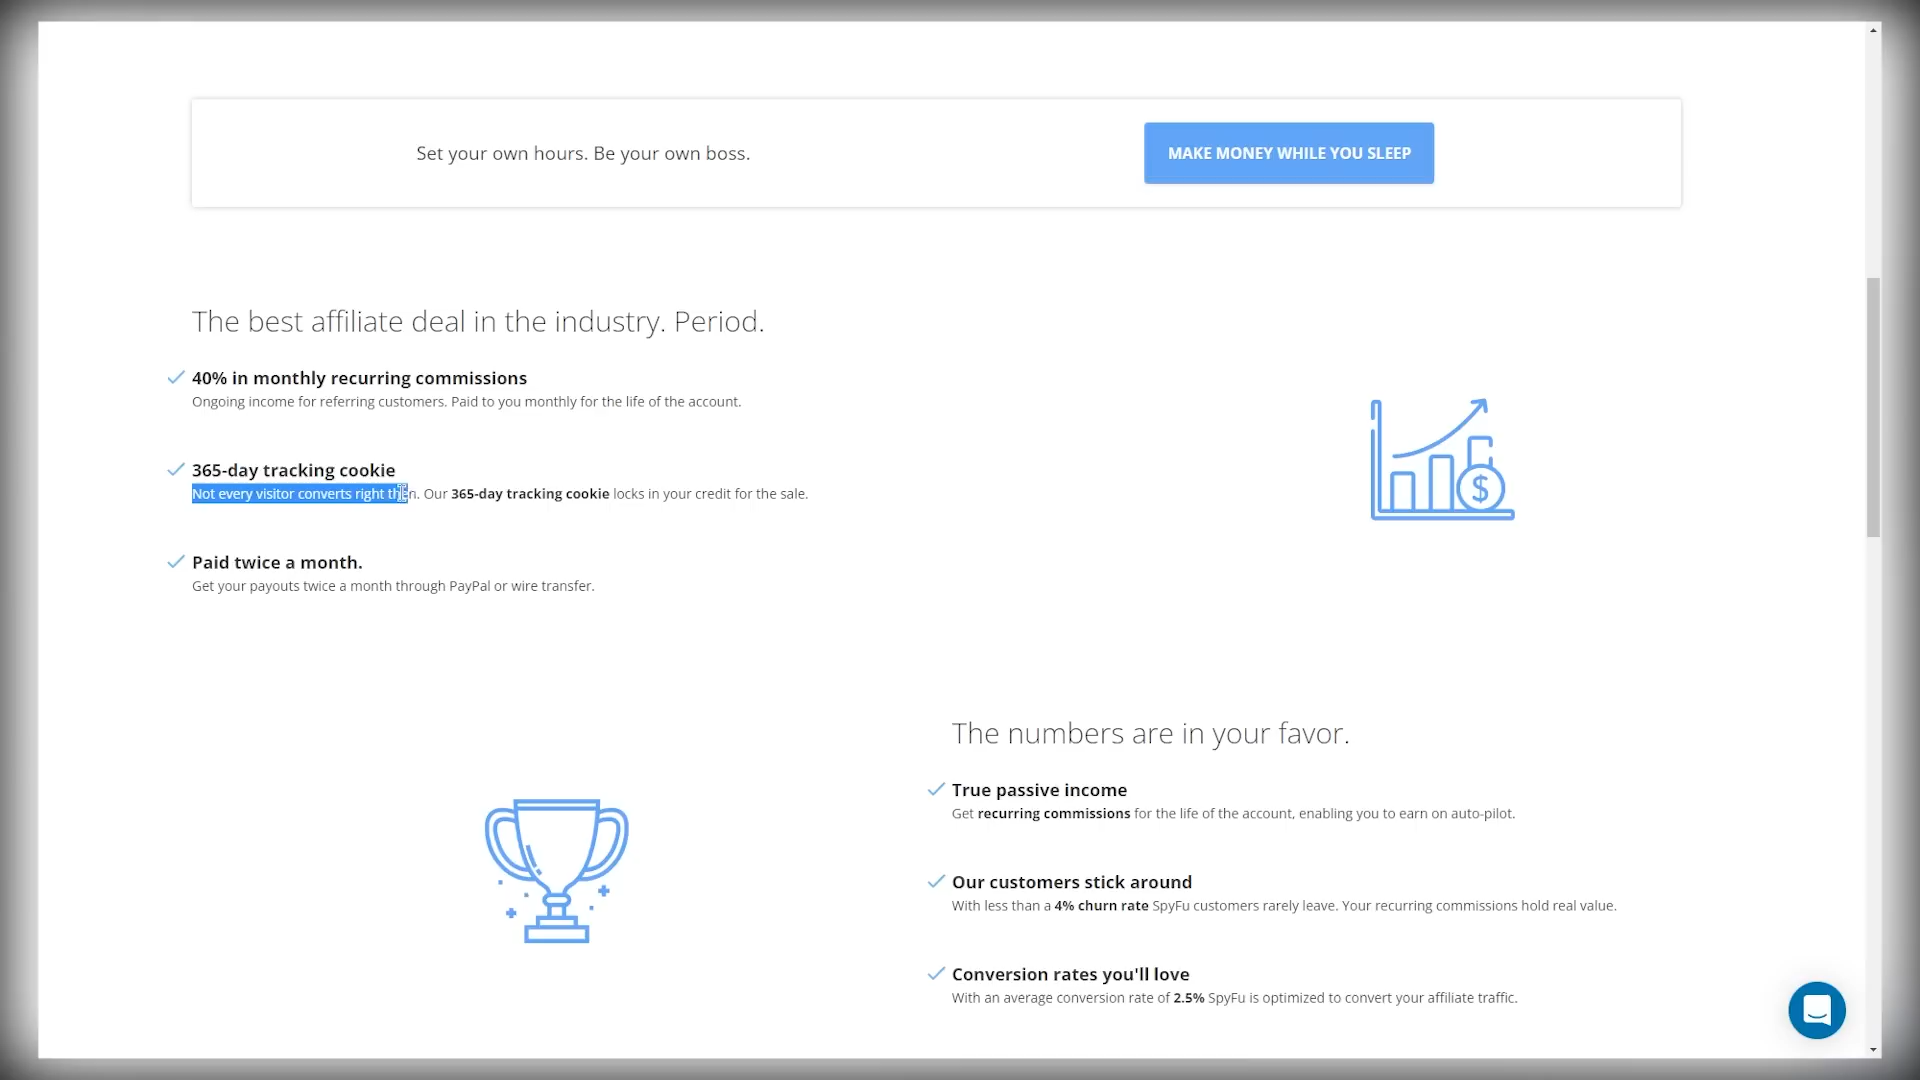 Set your own hours. Be your own boss.
MAKE MONEY WHILE YOU SLEEP
The best affiliate deal in the industry. Period.
40% in monthly recurring commissions
Ongoing income for referring customers. Paid to you monthly for the life of the account.
365-day tracking cookie
Not every visitor converts right then. Our 365-day tracking cookie locks in your credit for the sale.
Paid twice a month.
Get your payouts twice a month through PayPal or wire transfer.
$
The numbers are in your favor.
True passive income
Get recurring commissions for the life of the account, enabling you to earn on auto-pilot.
Our customers stick around
With less than a 4% churn rate SpyFu customers rarely leave. Your recurring commissions hold real value.
Conversion rates you'll love
With an average conversion rate of 2.5% SpyFu is optimized to convert your affiliate traffic.